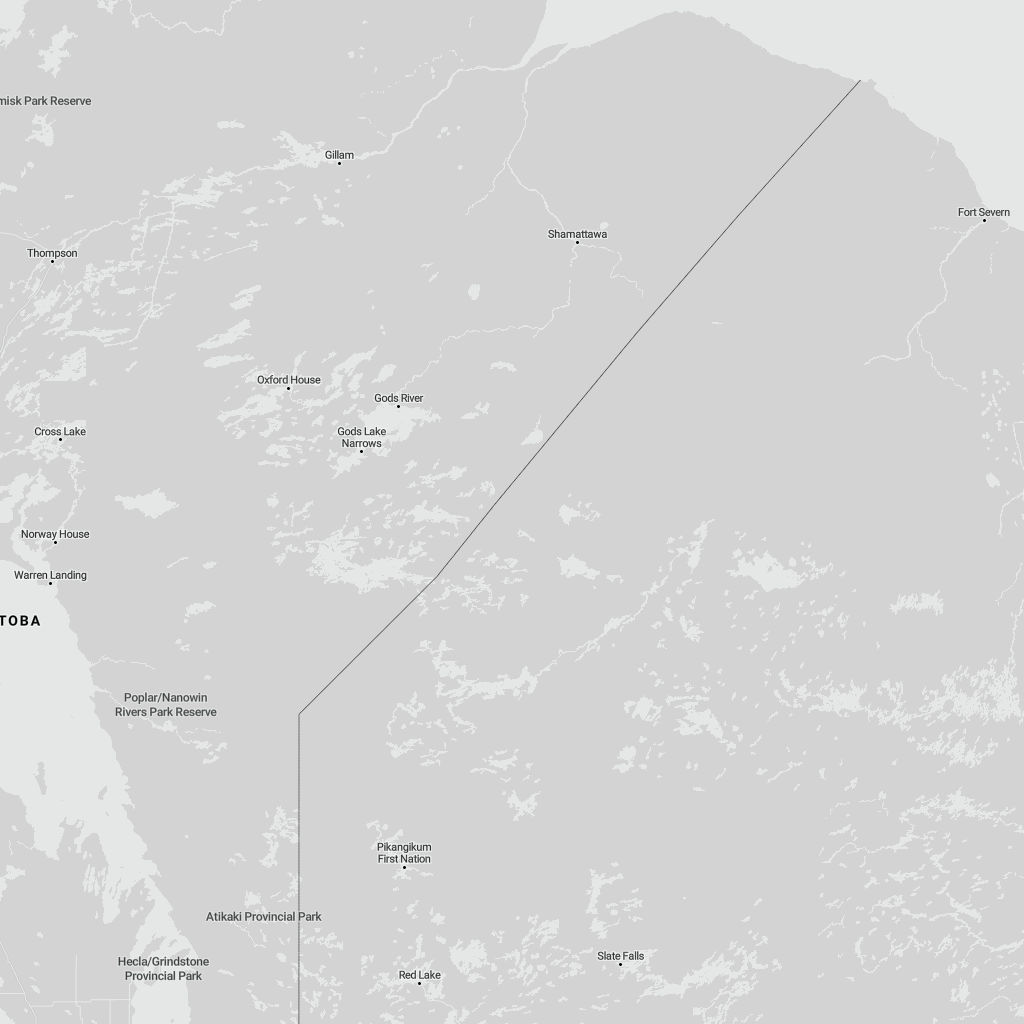 misk Park Reserve
Gillam
Fort Severn
Shamattawa
Thompson
Oxford House
Gods River
Cross Lake
Gods Lake
Narrows
Norway House
Warren Landing
TOBA
Poplar/Nanowin
Rivers Park Reserve
Pikangikum
First Nation
Atikaki Provincial Park
Slate Falls
Hecla/Grindstone
Provincial Park
Red Lake